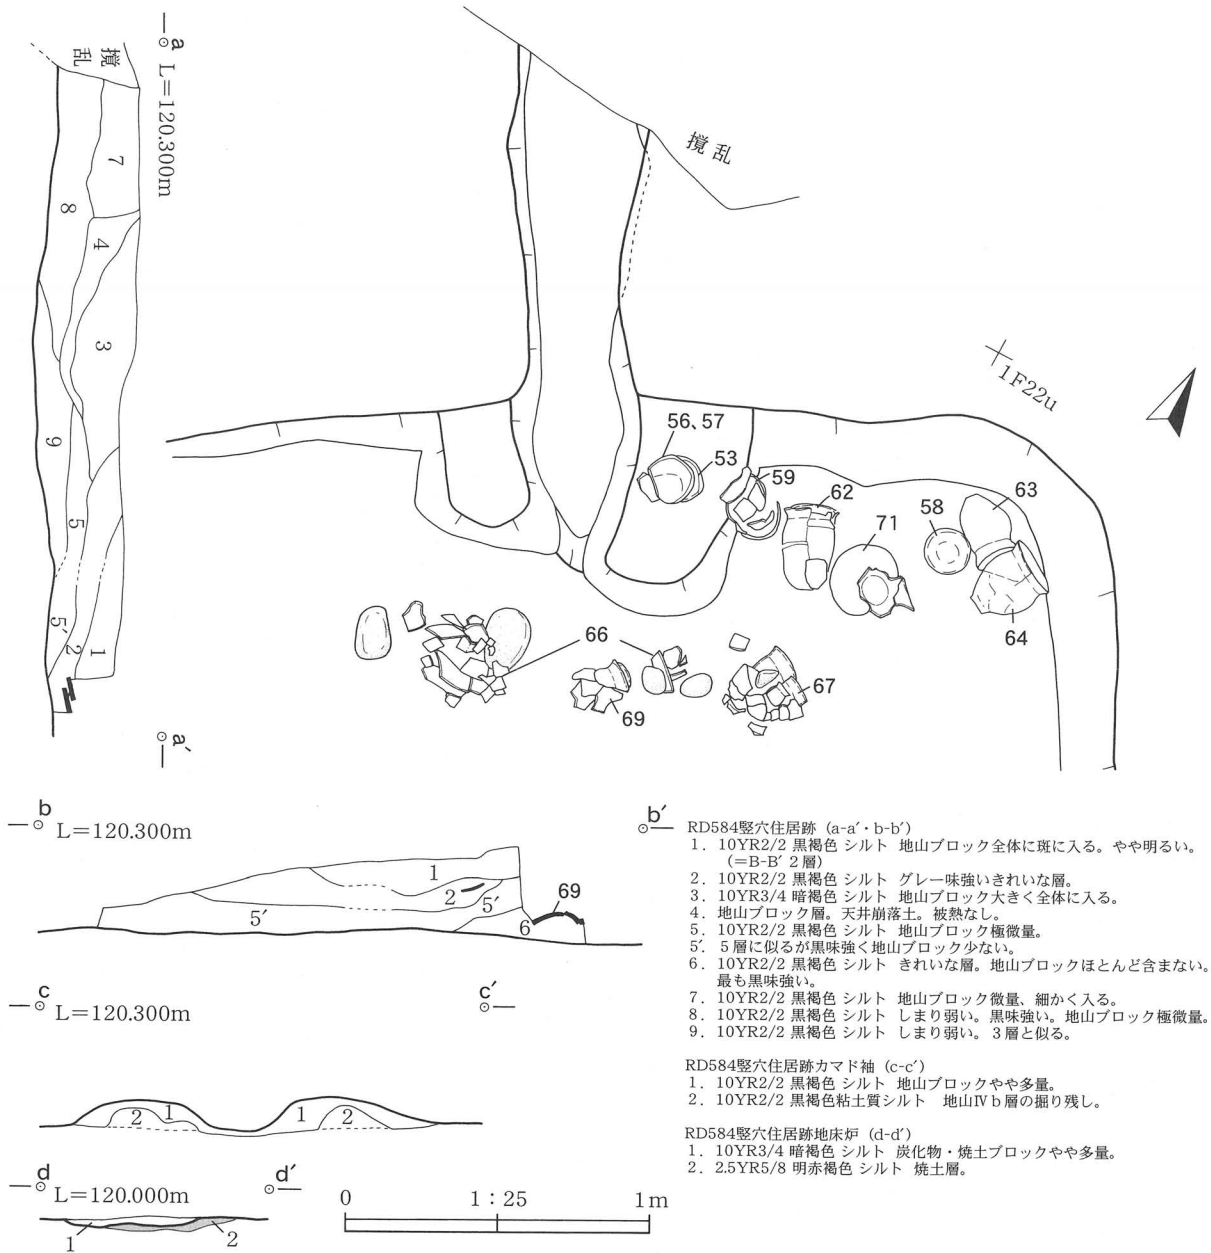 a
L=120.300m
撹乱
7
8
4
3
9
5
5′
2
1
a′
撹乱
1F22u
56、57
53
59
62
71
58
63
64
66
69
67
b
L=120.300m
b′
1
2
5′
5′
6
69
c
L=120.300m
c′
2
1
1
2
d
L=120.000m
d′
1
2
0
1：25
1m
RD584竪穴住居跡 (a-a′・b-b′)
1. 10YR2/2 黒褐色 シルト 地山ブロック全体に斑に入る。やや明るい。
(=B-B′ 2層)
2. 10YR2/2 黒褐色 シルト グレー味強いきれいな層。
3. 10YR3/4 暗褐色 シルト 地山ブロック大きく全体に入る。
4. 地山ブロック層。天井崩落土。被熱なし。
5. 10YR2/2 黒褐色 シルト 地山ブロック極微量。
5′. 5層に似るが黒味強く地山ブロック少ない。
6. 10YR2/2 黒褐色 シルト きれいな層。地山ブロックほとんど含まない。
最も黒味強い。
7. 10YR2/2 黒褐色 シルト 地山ブロック微量、細かく入る。
8. 10YR2/2 黒褐色 シルト しまり弱い。黒味強い。地山ブロック極微量。
9. 10YR2/2 黒褐色 シルト しまり弱い。3層と似る。
RD584竪穴住居跡カマド袖 (c-c′)
1. 10YR2/2 黒褐色 シルト 地山ブロックやや多量。
2. 10YR2/2 黒褐色粘土質シルト 地山Ⅳb層の掘り残し。
RD584竪穴住居跡地床炉 (d-d′)
1. 10YR3/4 暗褐色 シルト 炭化物・焼土ブロックやや多量。
2. 2.5YR5/8 明赤褐色 シルト 焼土層。